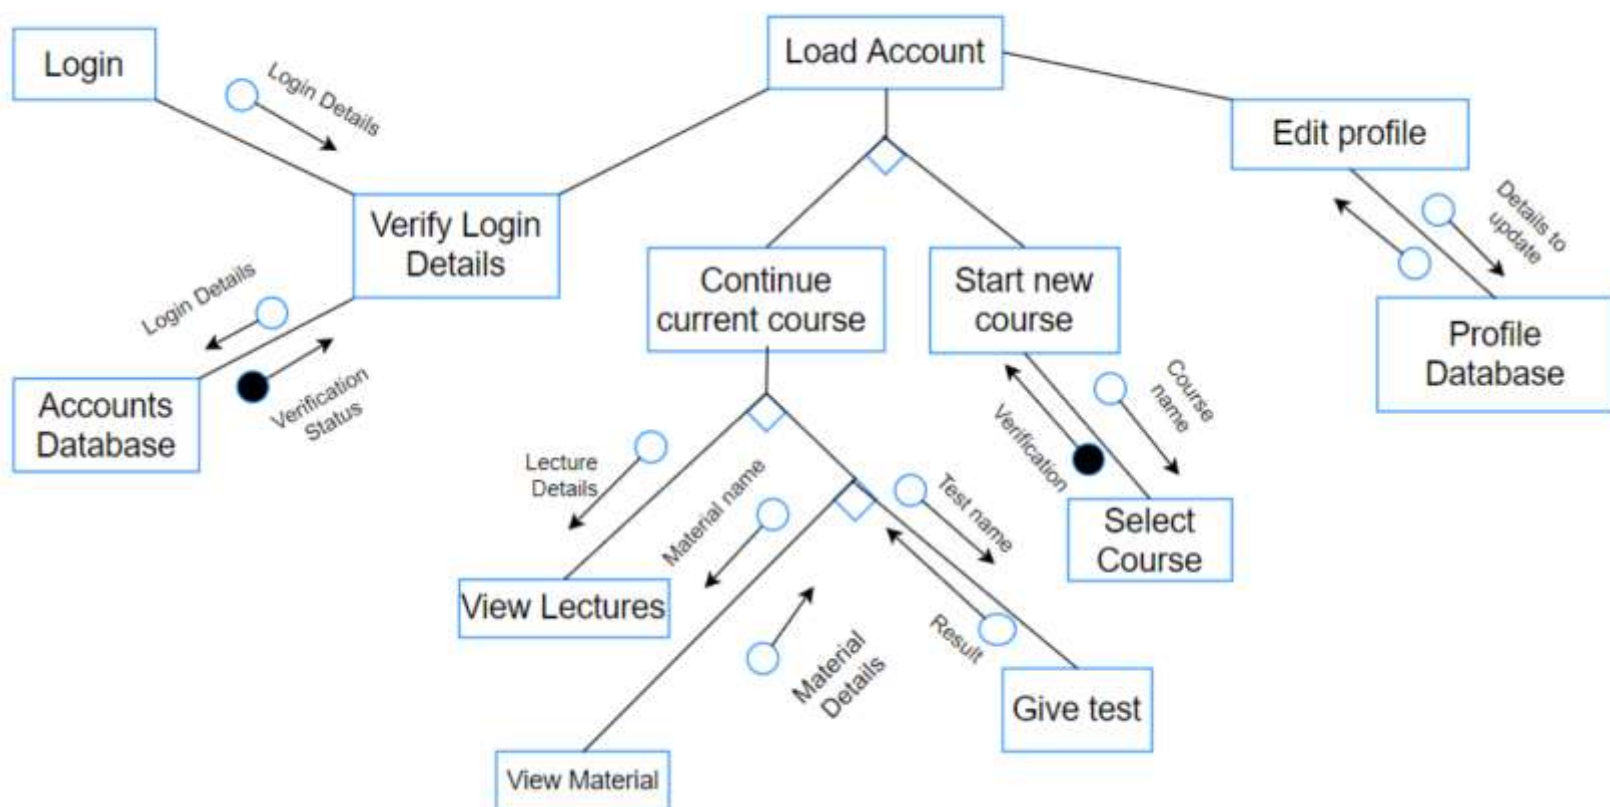 Login
Login Details
Load Account
Edit profile
Details to
update
Verify Login
Details
Login Details
Verification
Status
Accounts
Database
Continue
current course
Start new
course
Profile
Database
Course
name
Verification
Select
Course
Lecture
Details
Material name
Test name
View Lectures
Result
Material
Details
Give test
View Material